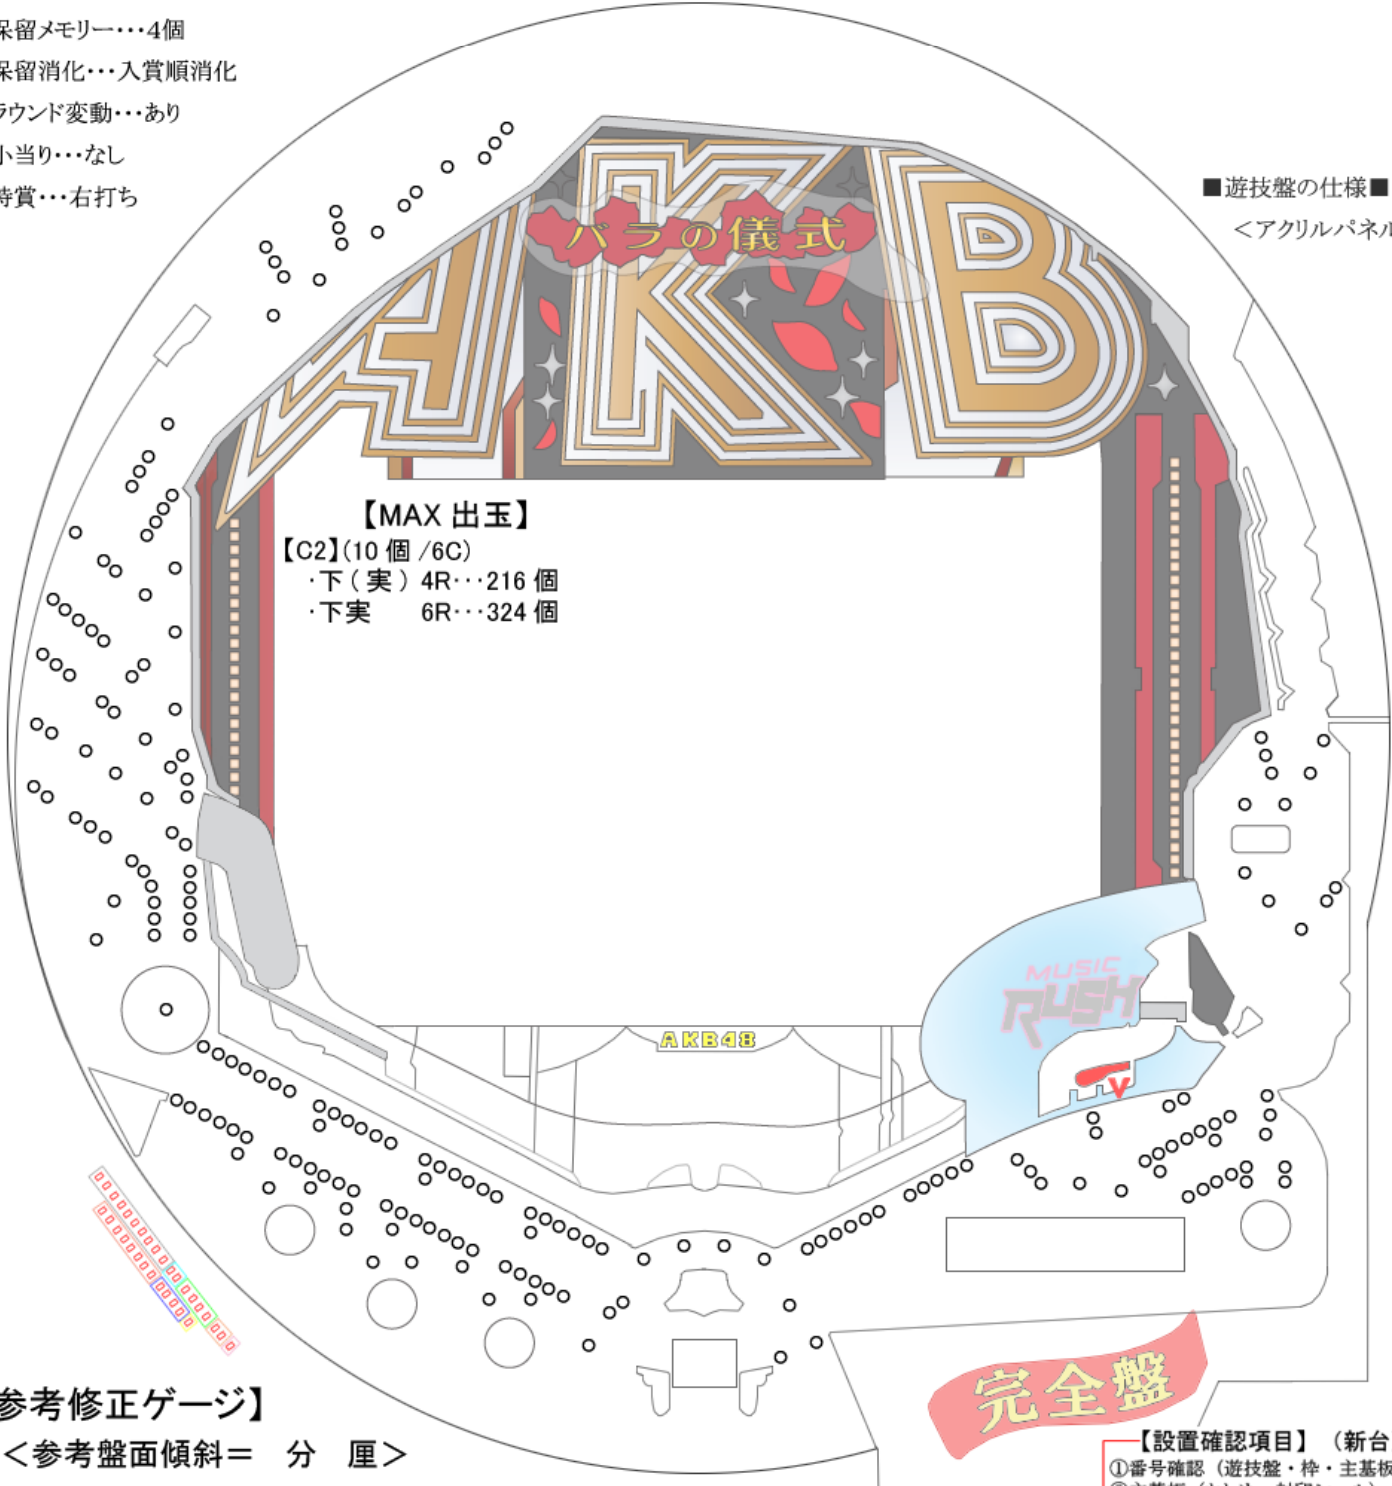 保留メモリー･･･4個
保留消化･･･入賞順消化
ラウンド変動･･･あり
小当り･･･なし
特賞･･･右打ち
■遊技盤の仕様■
＜アクリルパネル
AKB
バラの儀式
【MAX 出玉】
【C2】(10 個 /6C)
・下 ( 実 ) 4R･･･216 個
・下実 6R･･･324 個
MUSIC
RUSH
AKB48
V
完全盤
参考修正ゲージ】
＜参考盤面傾斜＝ 分 厘＞
【設置確認項目】（新台
①番号確認（遊技盤・枠・主基板